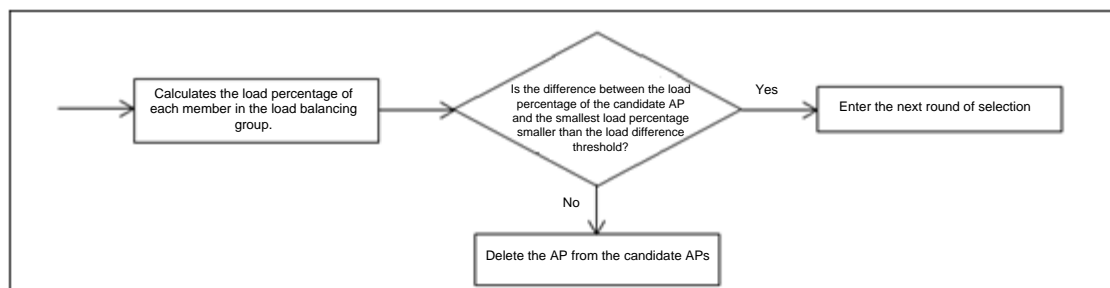 Calculates the load percentage of
each member in the load balancing
group.
Is the difference between the load
percentage of the candidate AP
and the smallest load percentage
smaller than the load difference
threshold?
Yes
Enter the next round of selection
No
Delete the AP from the candidate APs